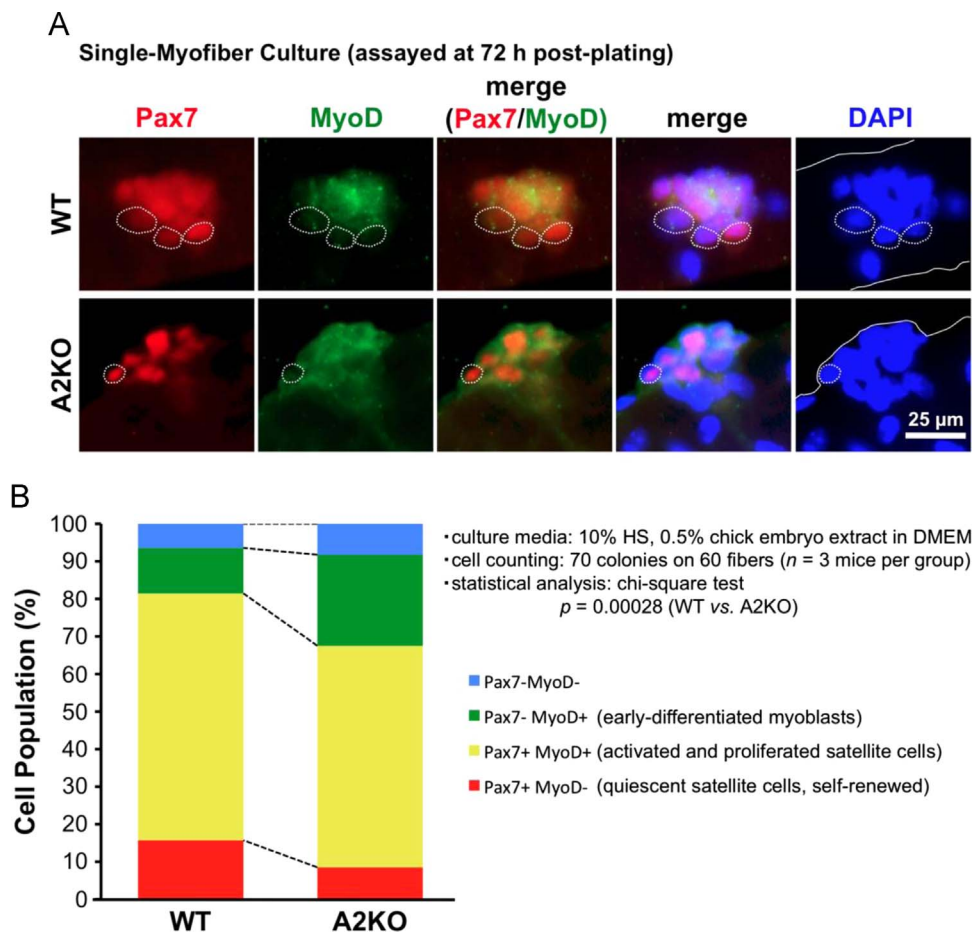 A
Single-Myofiber Culture (assayed at 72 h post-plating)
merge
Pax7 MyoD (Pax7/MyoD) merge DAPI
WT
A2KO
25 μm
B
Cell Population (%)
100
90
80
70
60
50
40
30
20
10
0
WT A2KO
・culture media: 10% HS, 0.5% chick embryo extract in DMEM
・cell counting: 70 colonies on 60 fibers (n = 3 mice per group)
・statistical analysis: chi-square test
p = 0.00028 (WT vs. A2KO)
Pax7-MyoD-
Pax7- MyoD+ (early-differentiated myoblasts)
Pax7+ MyoD+ (activated and proliferated satellite cells)
Pax7+ MyoD- (quiescent satellite cells, self-renewed)